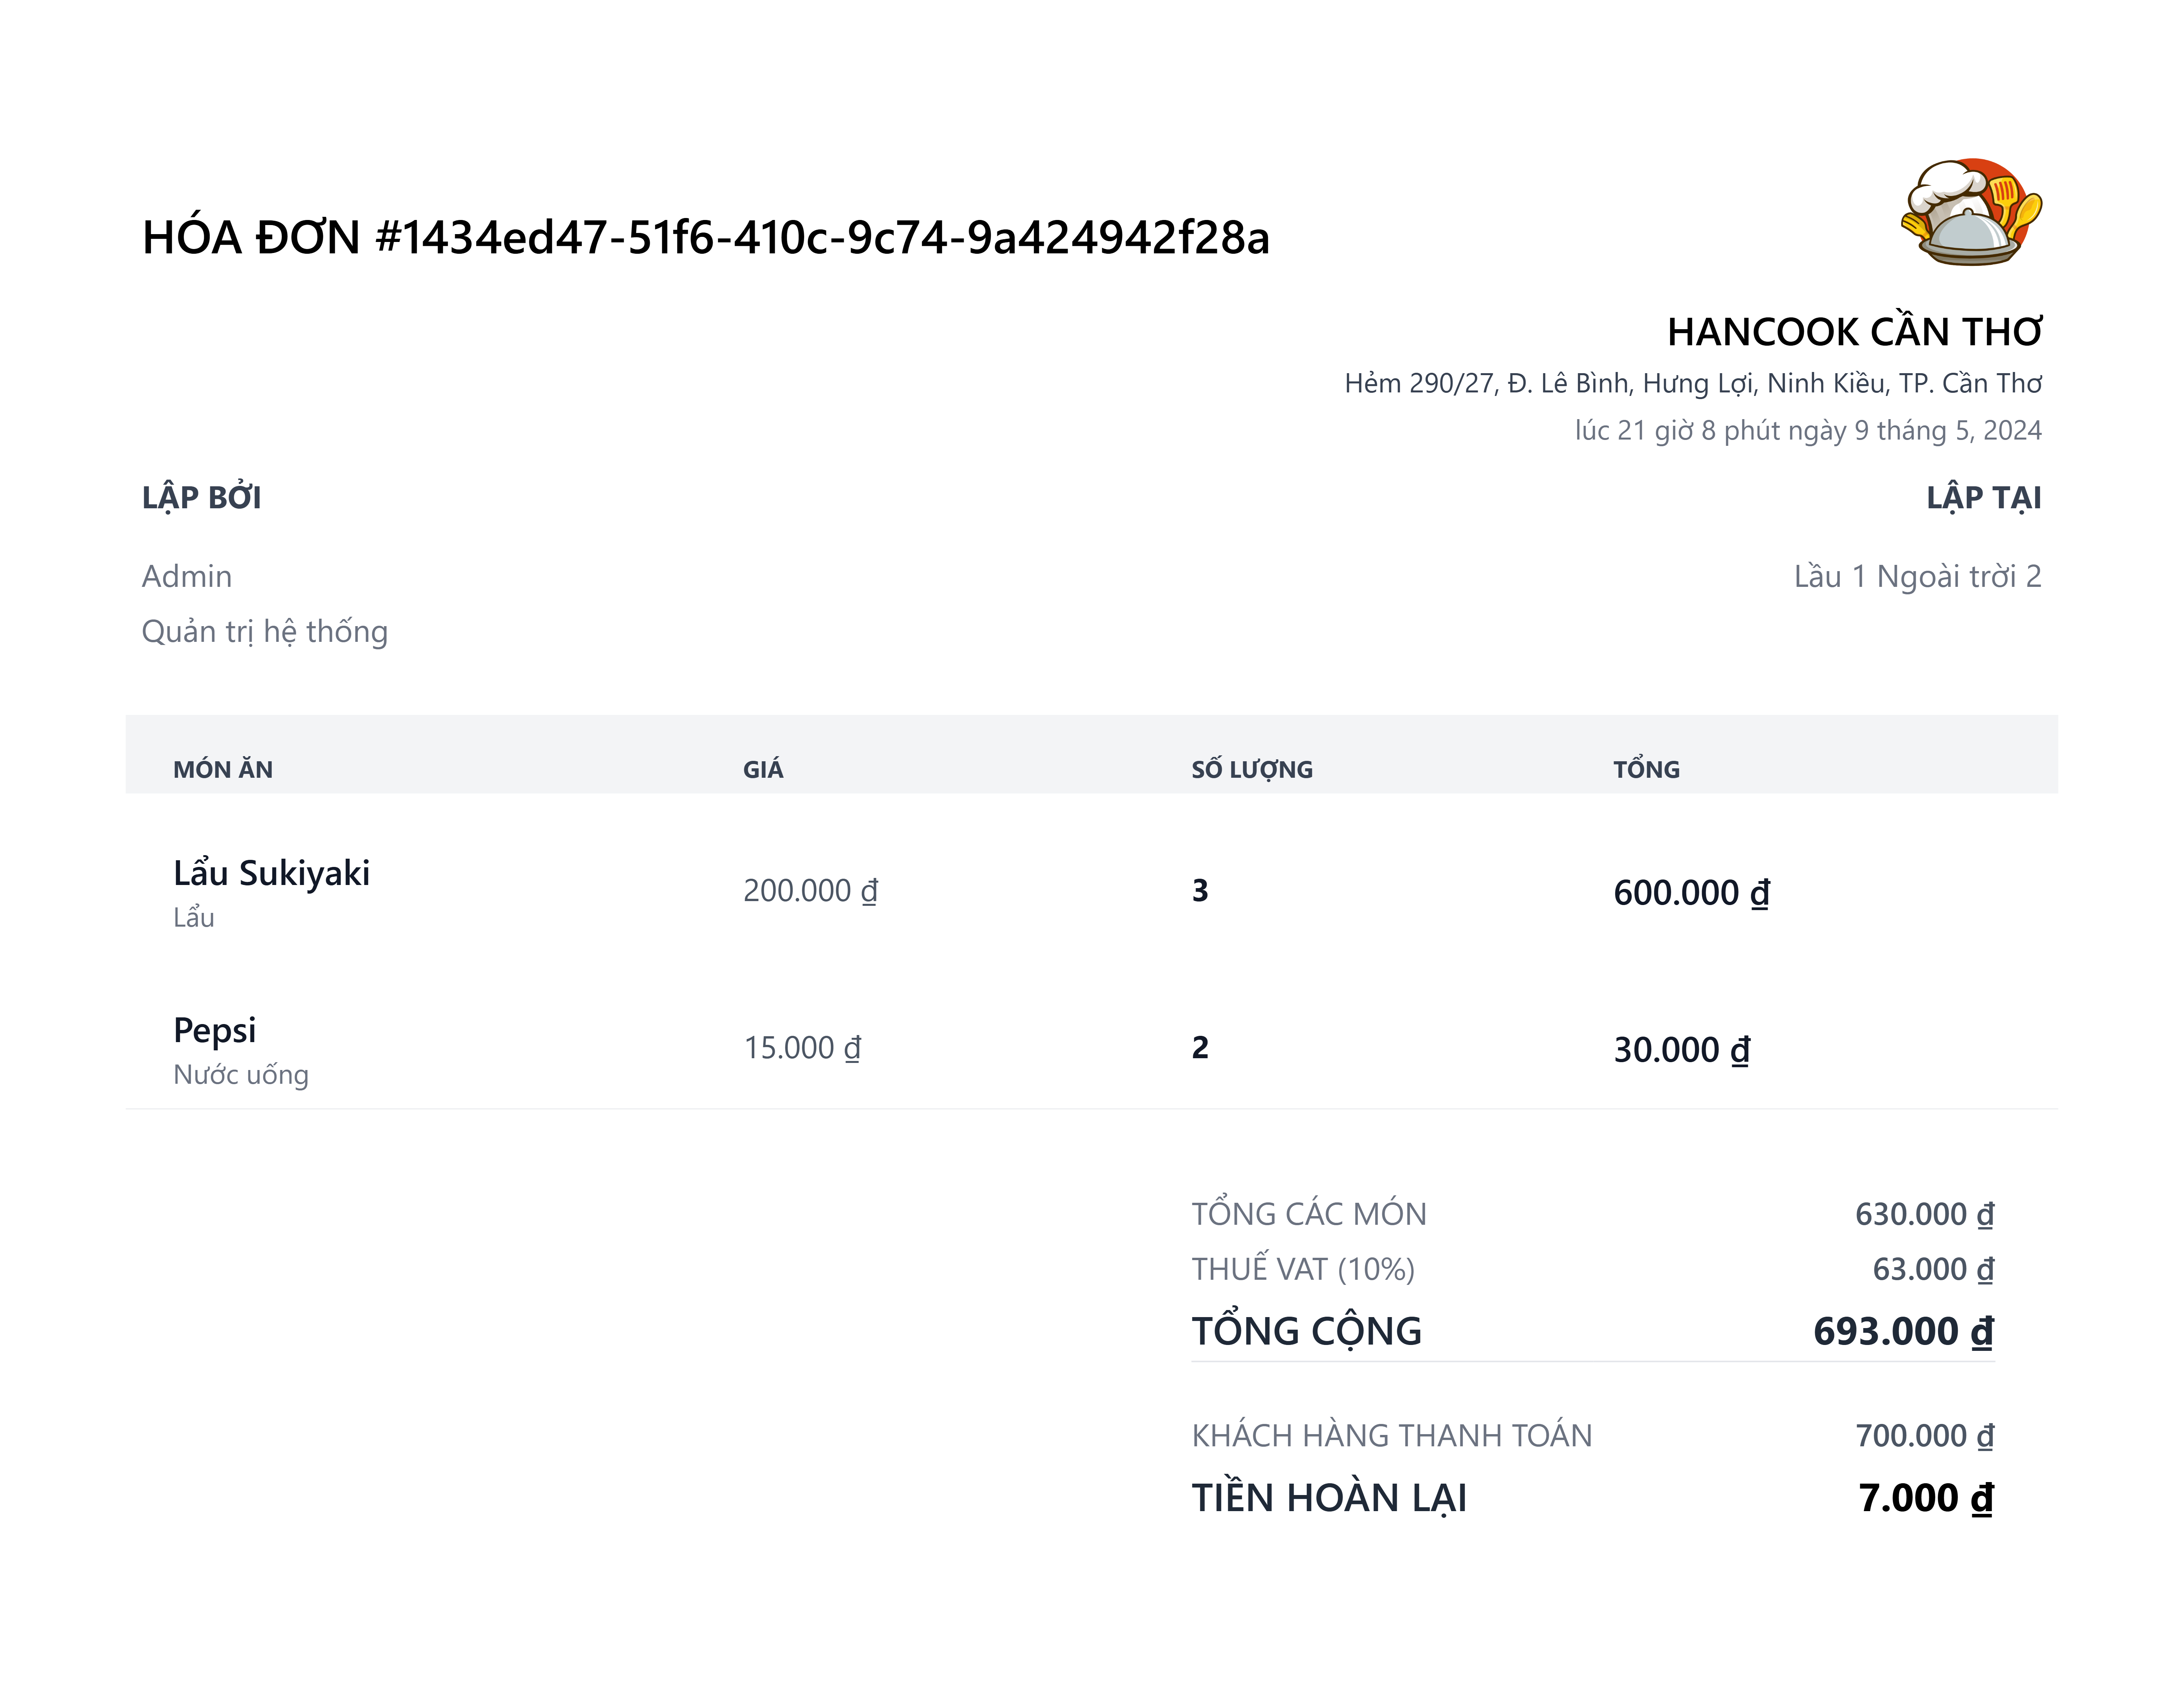 HÓA ĐƠN #1434ed47-51f6-410c-9c74-9a424942f28a
HANCOOK CẦN THƠ
Hẻm 290/27, Đ. Lê Bình, Hưng Lợi, Ninh Kiều, TP. Cần Thơ
lúc 21 giờ 8 phút ngày 9 tháng 5, 2024
LẬP BỞI LẬP TẠI
Admin Lầu 1 Ngoài trời 2
Quản trị hệ thống
MÓN ĂN GIÁ SỐ LƯỢNG TỔNG
Lẩu Sukiyaki 200.000 ₫ 3 600.000 ₫
Lẩu
Pepsi 15.000 ₫ 2 30.000 ₫
Nước uống
TỔNG CÁC MÓN 630.000 ₫
THUẾ VAT (10%) 63.000 ₫
TỔNG CỘNG 693.000 ₫
KHÁCH HÀNG THANH TOÁN 700.000 ₫
TIỀN HOÀN LẠI 7.000 ₫